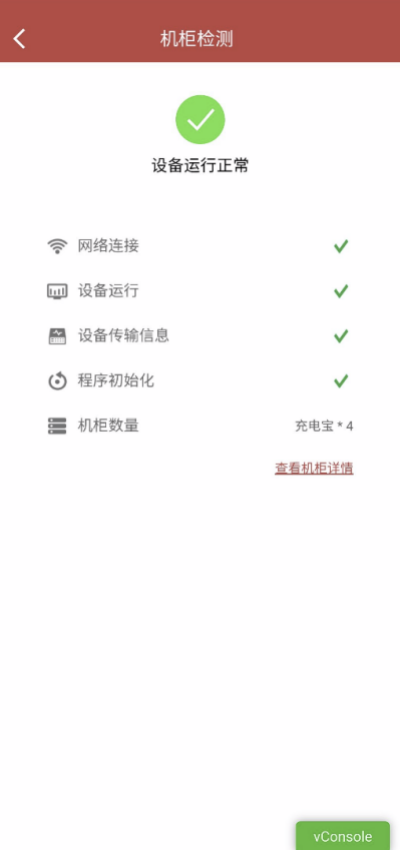 机柜检测
设备运行正常
网络连接
设备运行
设备传输信息
程序初始化
机柜数量 充电宝 * 4
查看机柜详情
vConsole